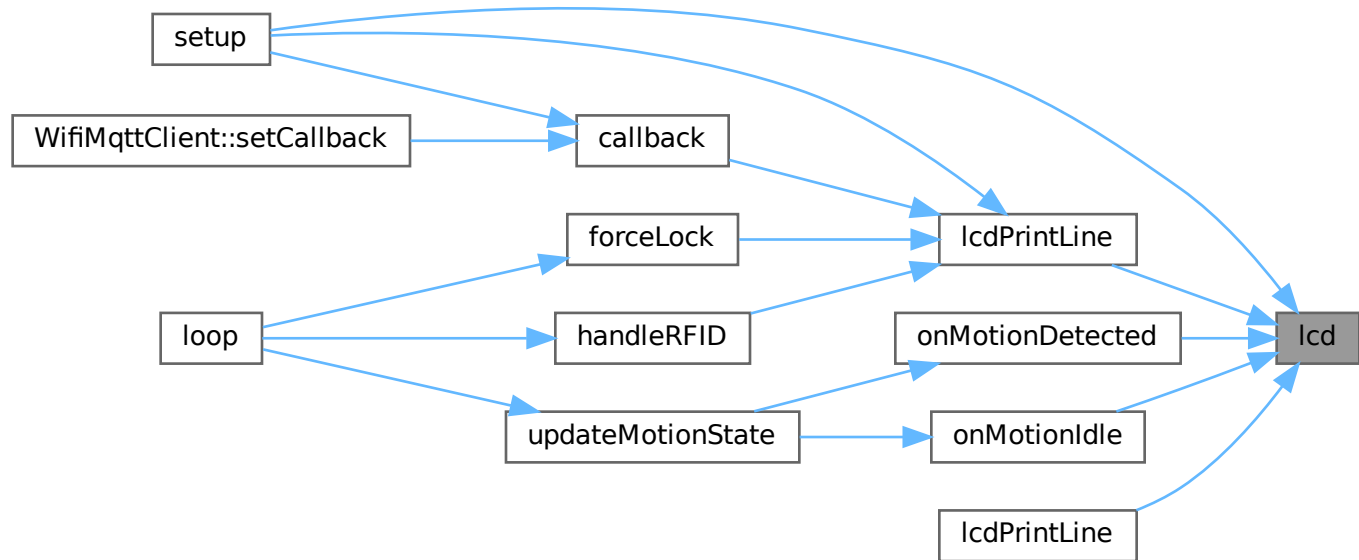 setup
WifiMqttClient::setCallback
callback
forceLock
lcdPrintLine
loop
handleRFID
onMotionDetected
lcd
updateMotionState
onMotionIdle
lcdPrintLine